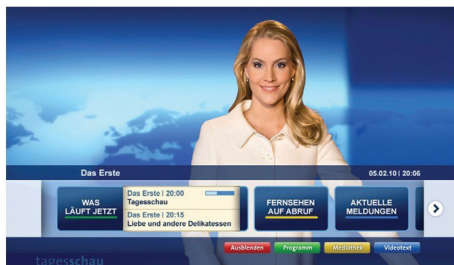 Das Erste
05.02.10 | 20:06
WAS
LÄUFT JETZT
Das Erste | 20:00
Tagesschau
Das Erste | 20:15
Liebe und andere Delikatessen
FERNSEHEN
AUF ABRUF
AKTUELLE
MELDUNGEN
Ausblenden
Programm
Mediathek
Videotext
tagesschau